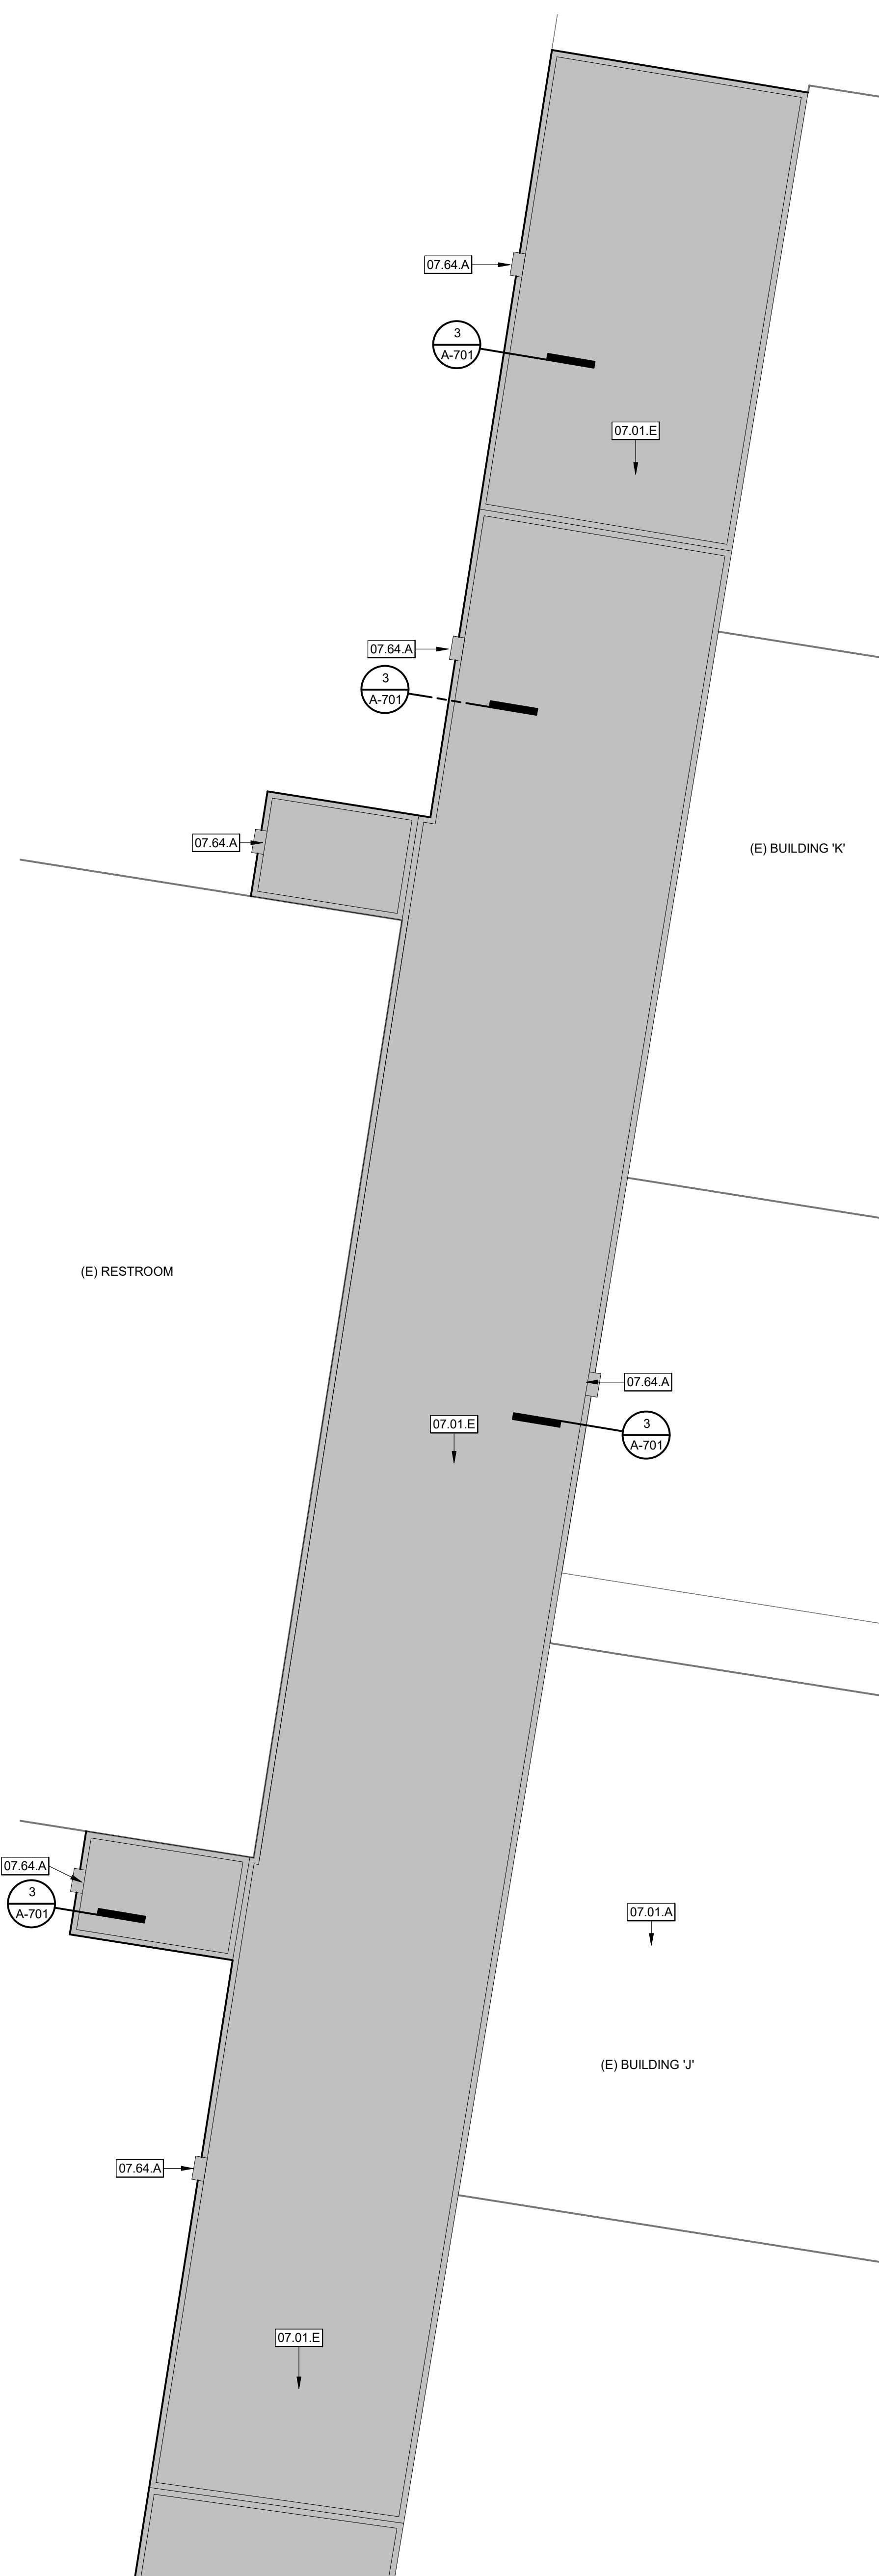 07.64.A
3
A-701
07.01.E
07.64.A
3
A-701
07.64.A
(E) BUILDING 'K'
(E) RESTROOM
07.64.A
07.01.E
3
A-701
07.64.A
3
A-701
07.01.A
(E) BUILDING 'J'
07.64.A
07.01.E